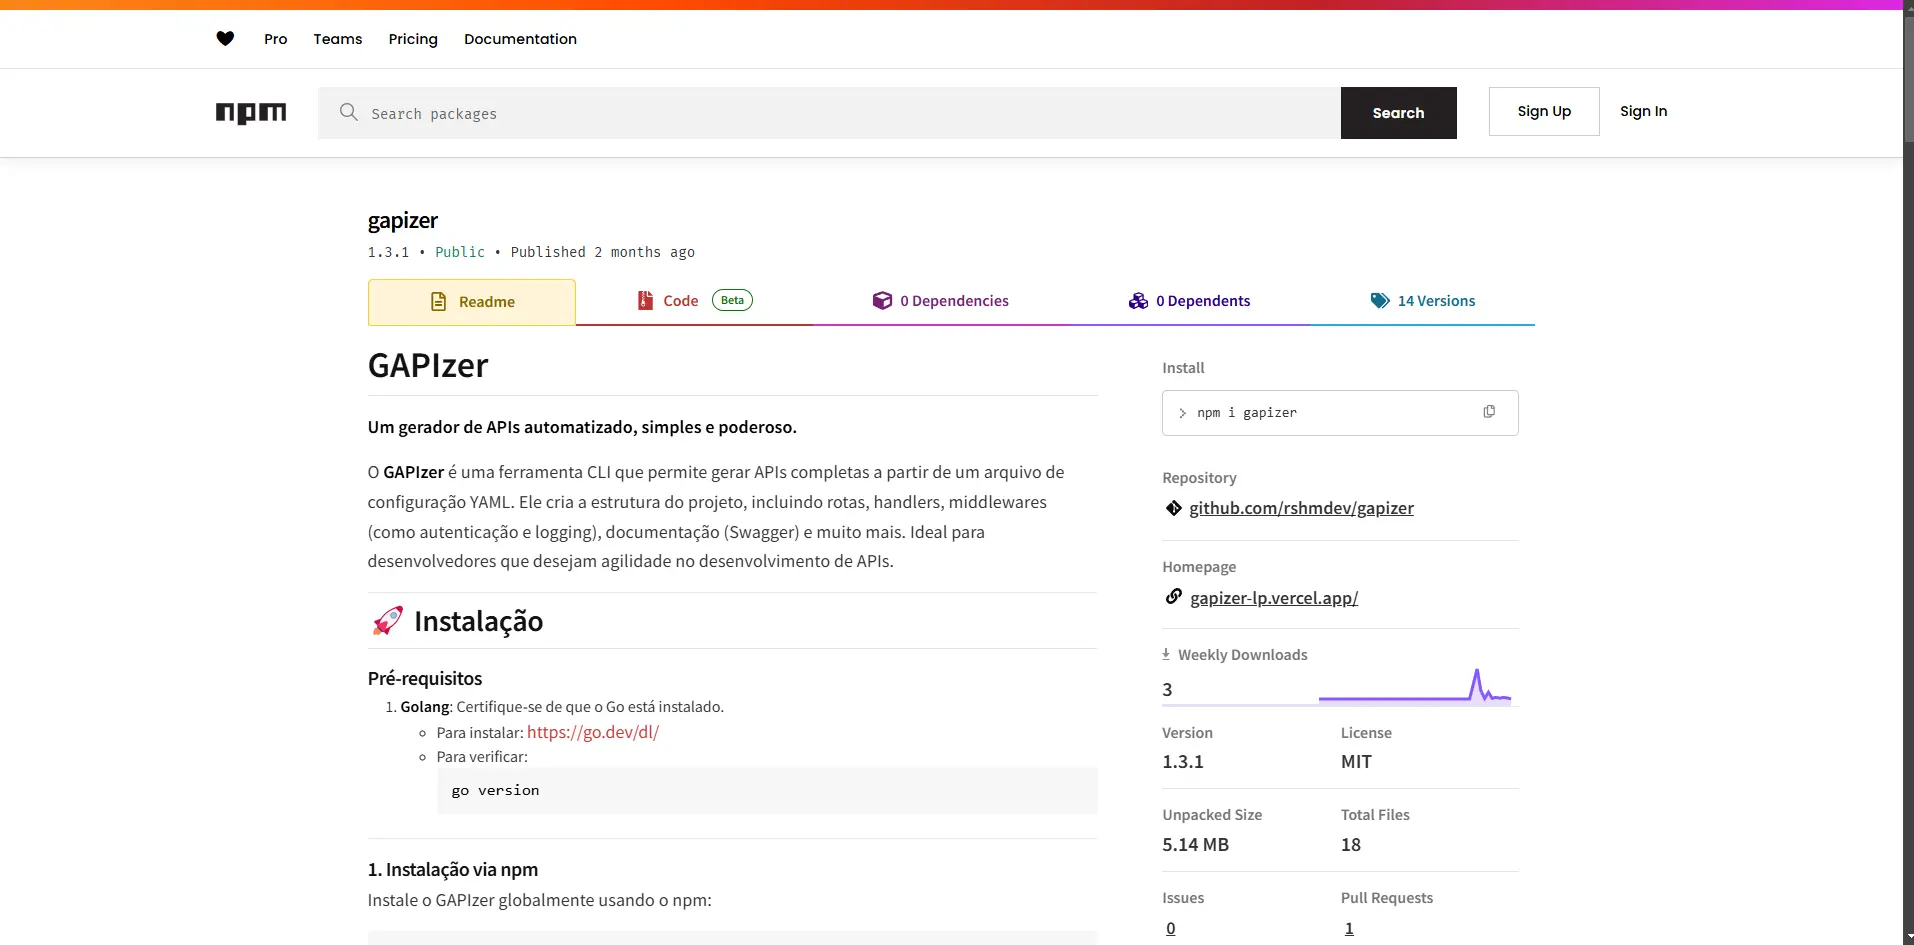 Pro Teams Pricing Documentation
npm Search packages Search Sign Up Sign In
gapizer
1.3.1 • Public • Published 2 months ago
Readme Code Beta 0 Dependencies 0 Dependents 14 Versions
GAPIzer
Um gerador de APIs automatizado, simples e poderoso.
O GAPIzer é uma ferramenta CLI que permite gerar APIs completas a partir de um arquivo de
configuração YAML. Ele cria a estrutura do projeto, incluindo rotas, handlers, middlewares
(como autenticação e logging), documentação (Swagger) e muito mais. Ideal para
desenvolvedores que desejam agilidade no desenvolvimento de APIs.
🚀 Instalação
Pré-requisitos
1. Golang: Certifique-se de que o Go está instalado.
Para instalar: https://go.dev/dl/
Para verificar:
go version
1. Instalação via npm
Instale o GAPIzer globalmente usando o npm:
Install
> npm i gapizer
Repository
github.com/rshmdev/gapizer
Homepage
gapizer-lp.vercel.app/
Weekly Downloads
3
Version License
1.3.1 MIT
Unpacked Size Total Files
5.14 MB 18
Issues Pull Requests
0 1